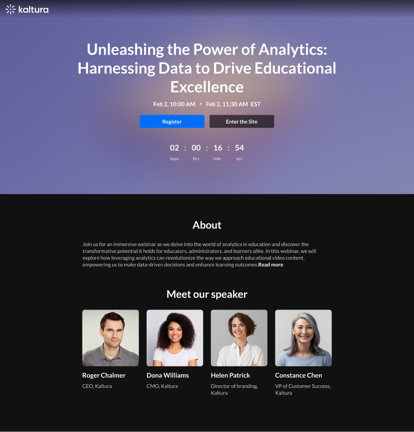 kaltura
Unleashing the Power of Analytics:
Harnessing Data to Drive Educational
Excellence
Feb 2, 10:00 AM Feb 2, 11:30 AM EST
Register
Enter the Site
02 : 00 : 16 : 54
days hrs min sec
About
Join us for an immersive webinar as we delve into the world of analytics in education and discover the
transformative potential it holds for educators, administrators, and learners alike. In this webinar, we will
explore how leveraging analytics can revolutionize the way we approach educational video content,
empowering us to make data-driven decisions and enhance learning outcomes.Read more
Meet our speaker
Roger Chalmer
CEO, Kaltura
Dona Williams
CMO, Kaltura
Helen Patrick
Director of branding,
Kaltura
Constance Chen
VP of Customer Success,
Kaltura